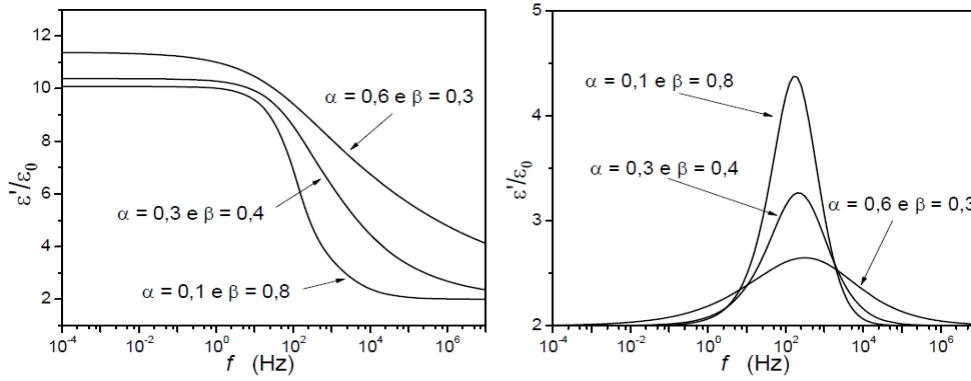 12
10
8
6
4
2
ε'/ε₀
α = 0,6 e β = 0,3
α = 0,3 e β = 0,4
α = 0,1 e β = 0,8
10⁻⁴ 10⁻² 10⁰ 10² 10⁴ 10⁶
f (Hz)
5
4
3
2
ε'/ε₀
α = 0,1 e β = 0,8
α = 0,3 e β = 0,4
α = 0,6 e β = 0,3
10⁻⁴ 10⁻² 10⁰ 10² 10⁴ 10⁶
f (Hz)